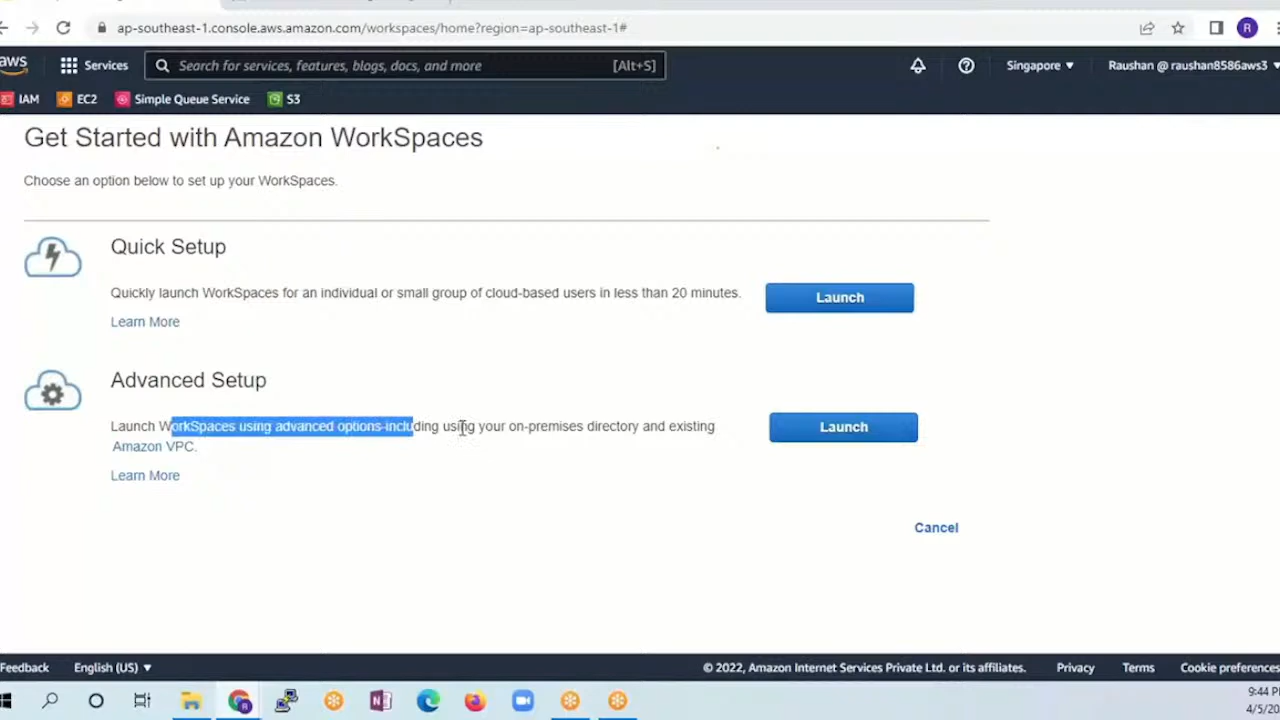 ap-southeast-1.console.aws.amazon.com/workspaces/home?region=ap-southeast-1#
R
aws
Services
Search for services, features, blogs, docs, and more
[Alt+S]
Singapore
Raushan @ raushan8586aws3
IAM
EC2
Simple Queue Service
S3
Get Started with Amazon WorkSpaces
Choose an option below to set up your WorkSpaces.
Quick Setup
Quickly launch WorkSpaces for an individual or small group of cloud-based users in less than 20 minutes.
Launch
Learn More
Advanced Setup
Launch WorkSpaces using advanced options-including using your on-premises directory and existing
Amazon VPC.
Launch
Learn More
Cancel
Feedback
English (US)
© 2022, Amazon Internet Services Private Ltd. or its affiliates.
Privacy
Terms
Cookie preferences
9:44 P
4/5/20